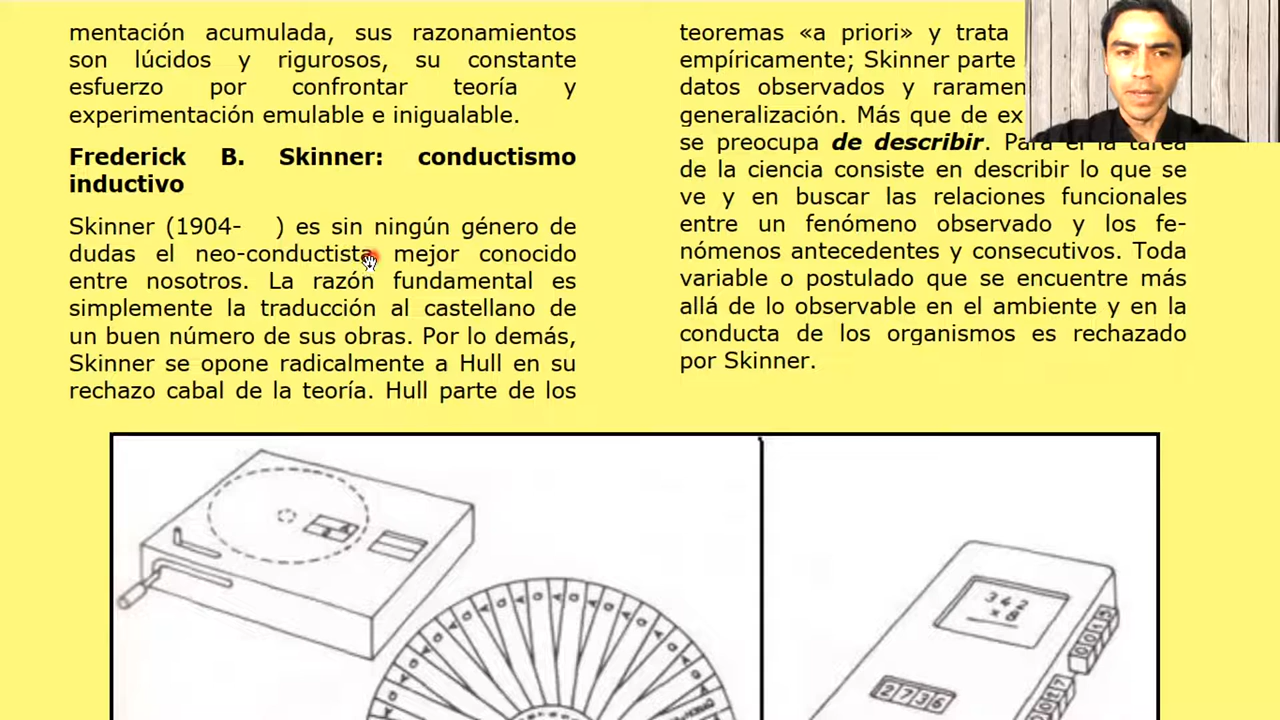 mentación acumulada, sus razonamientos
son lúcidos y rigurosos, su constante
esfuerzo por confrontar teoría y
experimentación emulable e inigualable.
Frederick B. Skinner: conductismo
inductivo
Skinner (1904- ) es sin ningún género de
dudas el neo-conductista mejor conocido
entre nosotros. La razón fundamental es
simplemente la traducción al castellano de
un buen número de sus obras. Por lo demás,
Skinner se opone radicalmente a Hull en su
rechazo cabal de la teoría. Hull parte de los
teoremas «a priori» y trata
empíricamente; Skinner parte
datos observados y raramen
generalización. Más que de ex
se preocupa de describir. Para él la tarea
de la ciencia consiste en describir lo que se
ve y en buscar las relaciones funcionales
entre un fenómeno observado y los fe-
nómenos antecedentes y consecutivos. Toda
variable o postulado que se encuentre más
allá de lo observable en el ambiente y en la
conducta de los organismos es rechazado
por Skinner.
342
x 8
2736